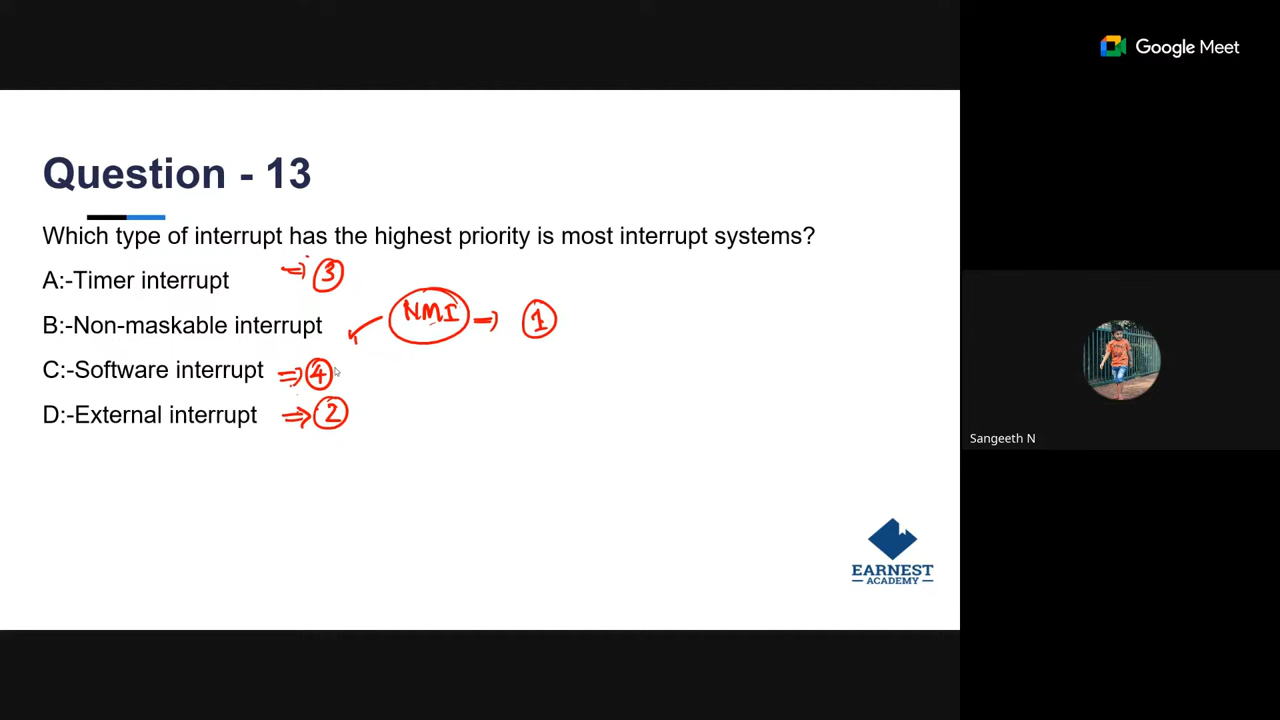 Google Meet
Question - 13
Which type of interrupt has the highest priority is most interrupt systems?
A:-Timer interrupt ⇒ 3
B:-Non-maskable interrupt NMI ⇒ 1
C:-Software interrupt ⇒ 4
D:-External interrupt ⇒ 2
Sangeeth N
EARNEST
ACADEMY